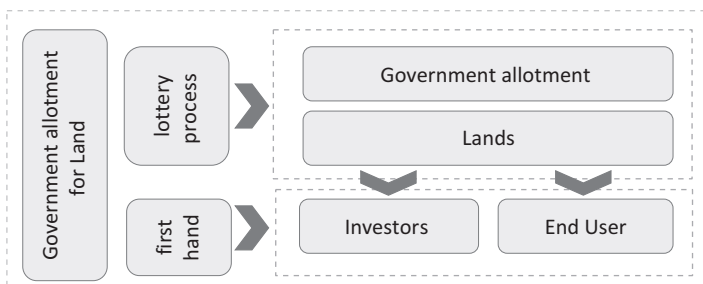 Government allotment
for Land
lottery
process
Government allotment
Lands
first
hand
Investors
End User